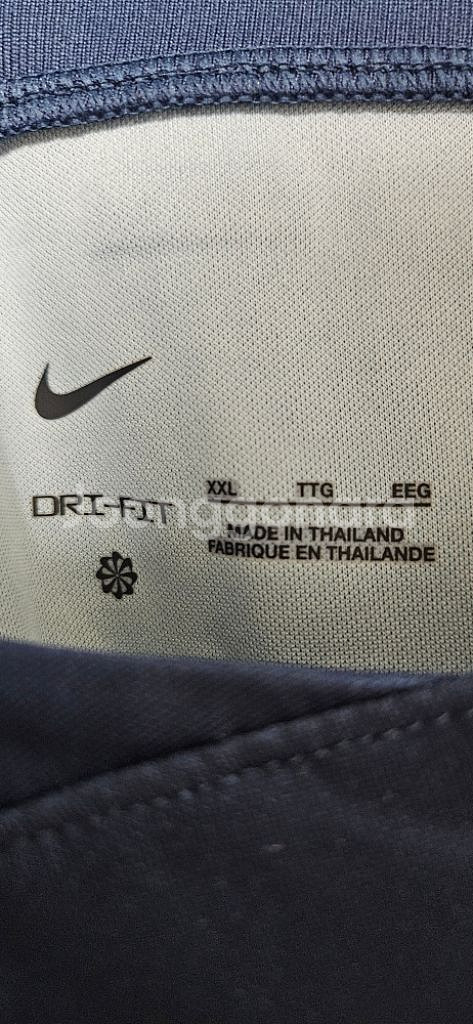 XXL TTG EEG
DRI-FIT
MADE IN THAILAND
FABRIQUE EN THAILANDE